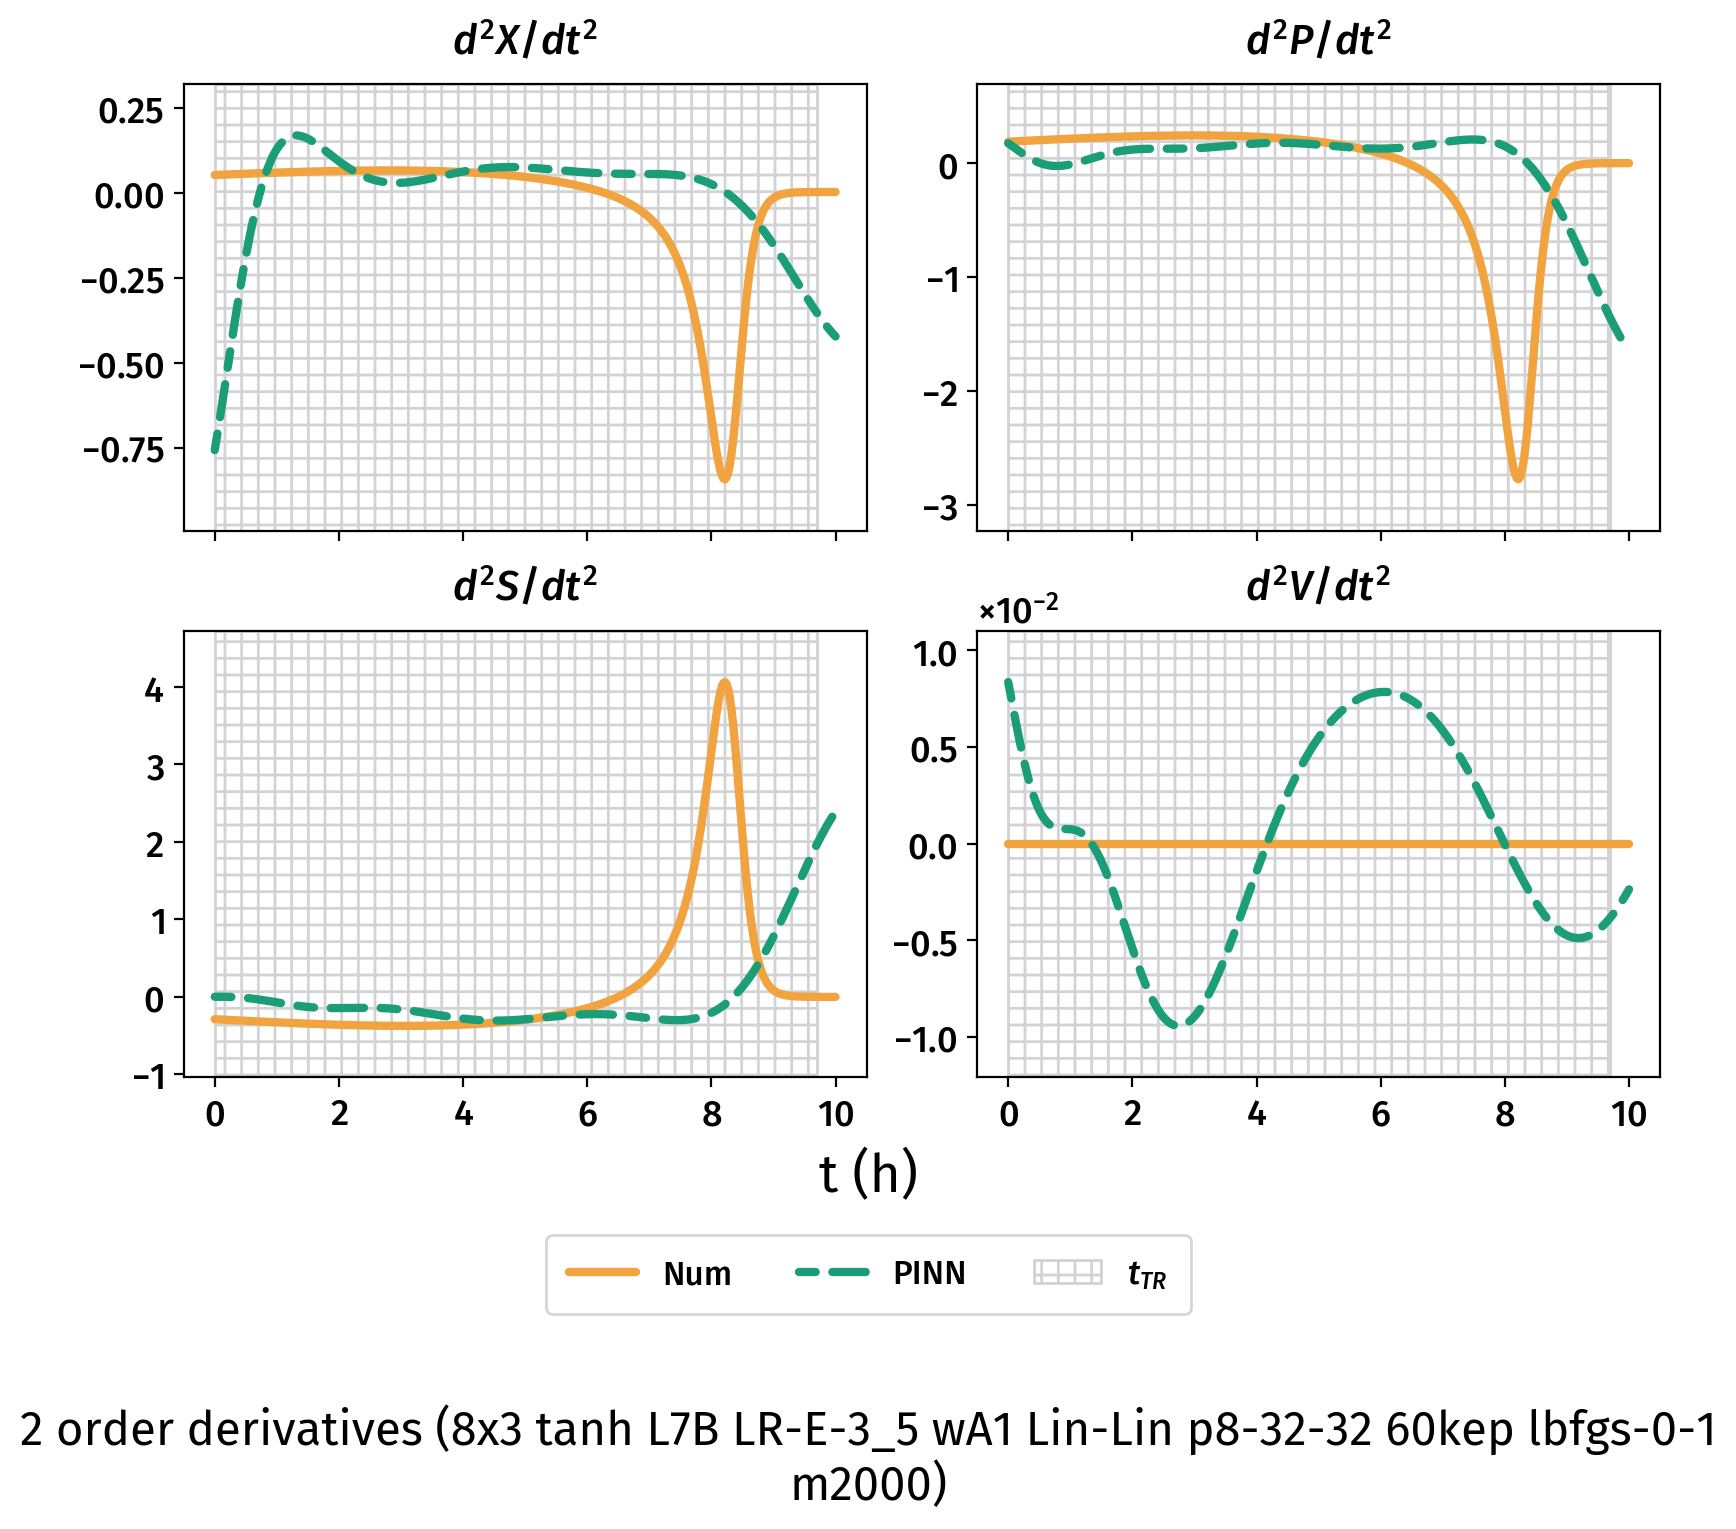 d²X/dt²
d²P/dt²
0.25
0.00
−0.25
−0.50
−0.75
0
−1
−2
−3
d²S/dt²
d²V/dt²
×10⁻²
4
3
2
1
0
−1
1.0
0.5
0.0
−0.5
−1.0
0 2 4 6 8 10
0 2 4 6 8 10
t (h)
Num PINN t_TR
2 order derivatives (8x3 tanh L7B LR-E-3_5 wA1 Lin-Lin p8-32-32 60kep lbfgs-0-1
m2000)